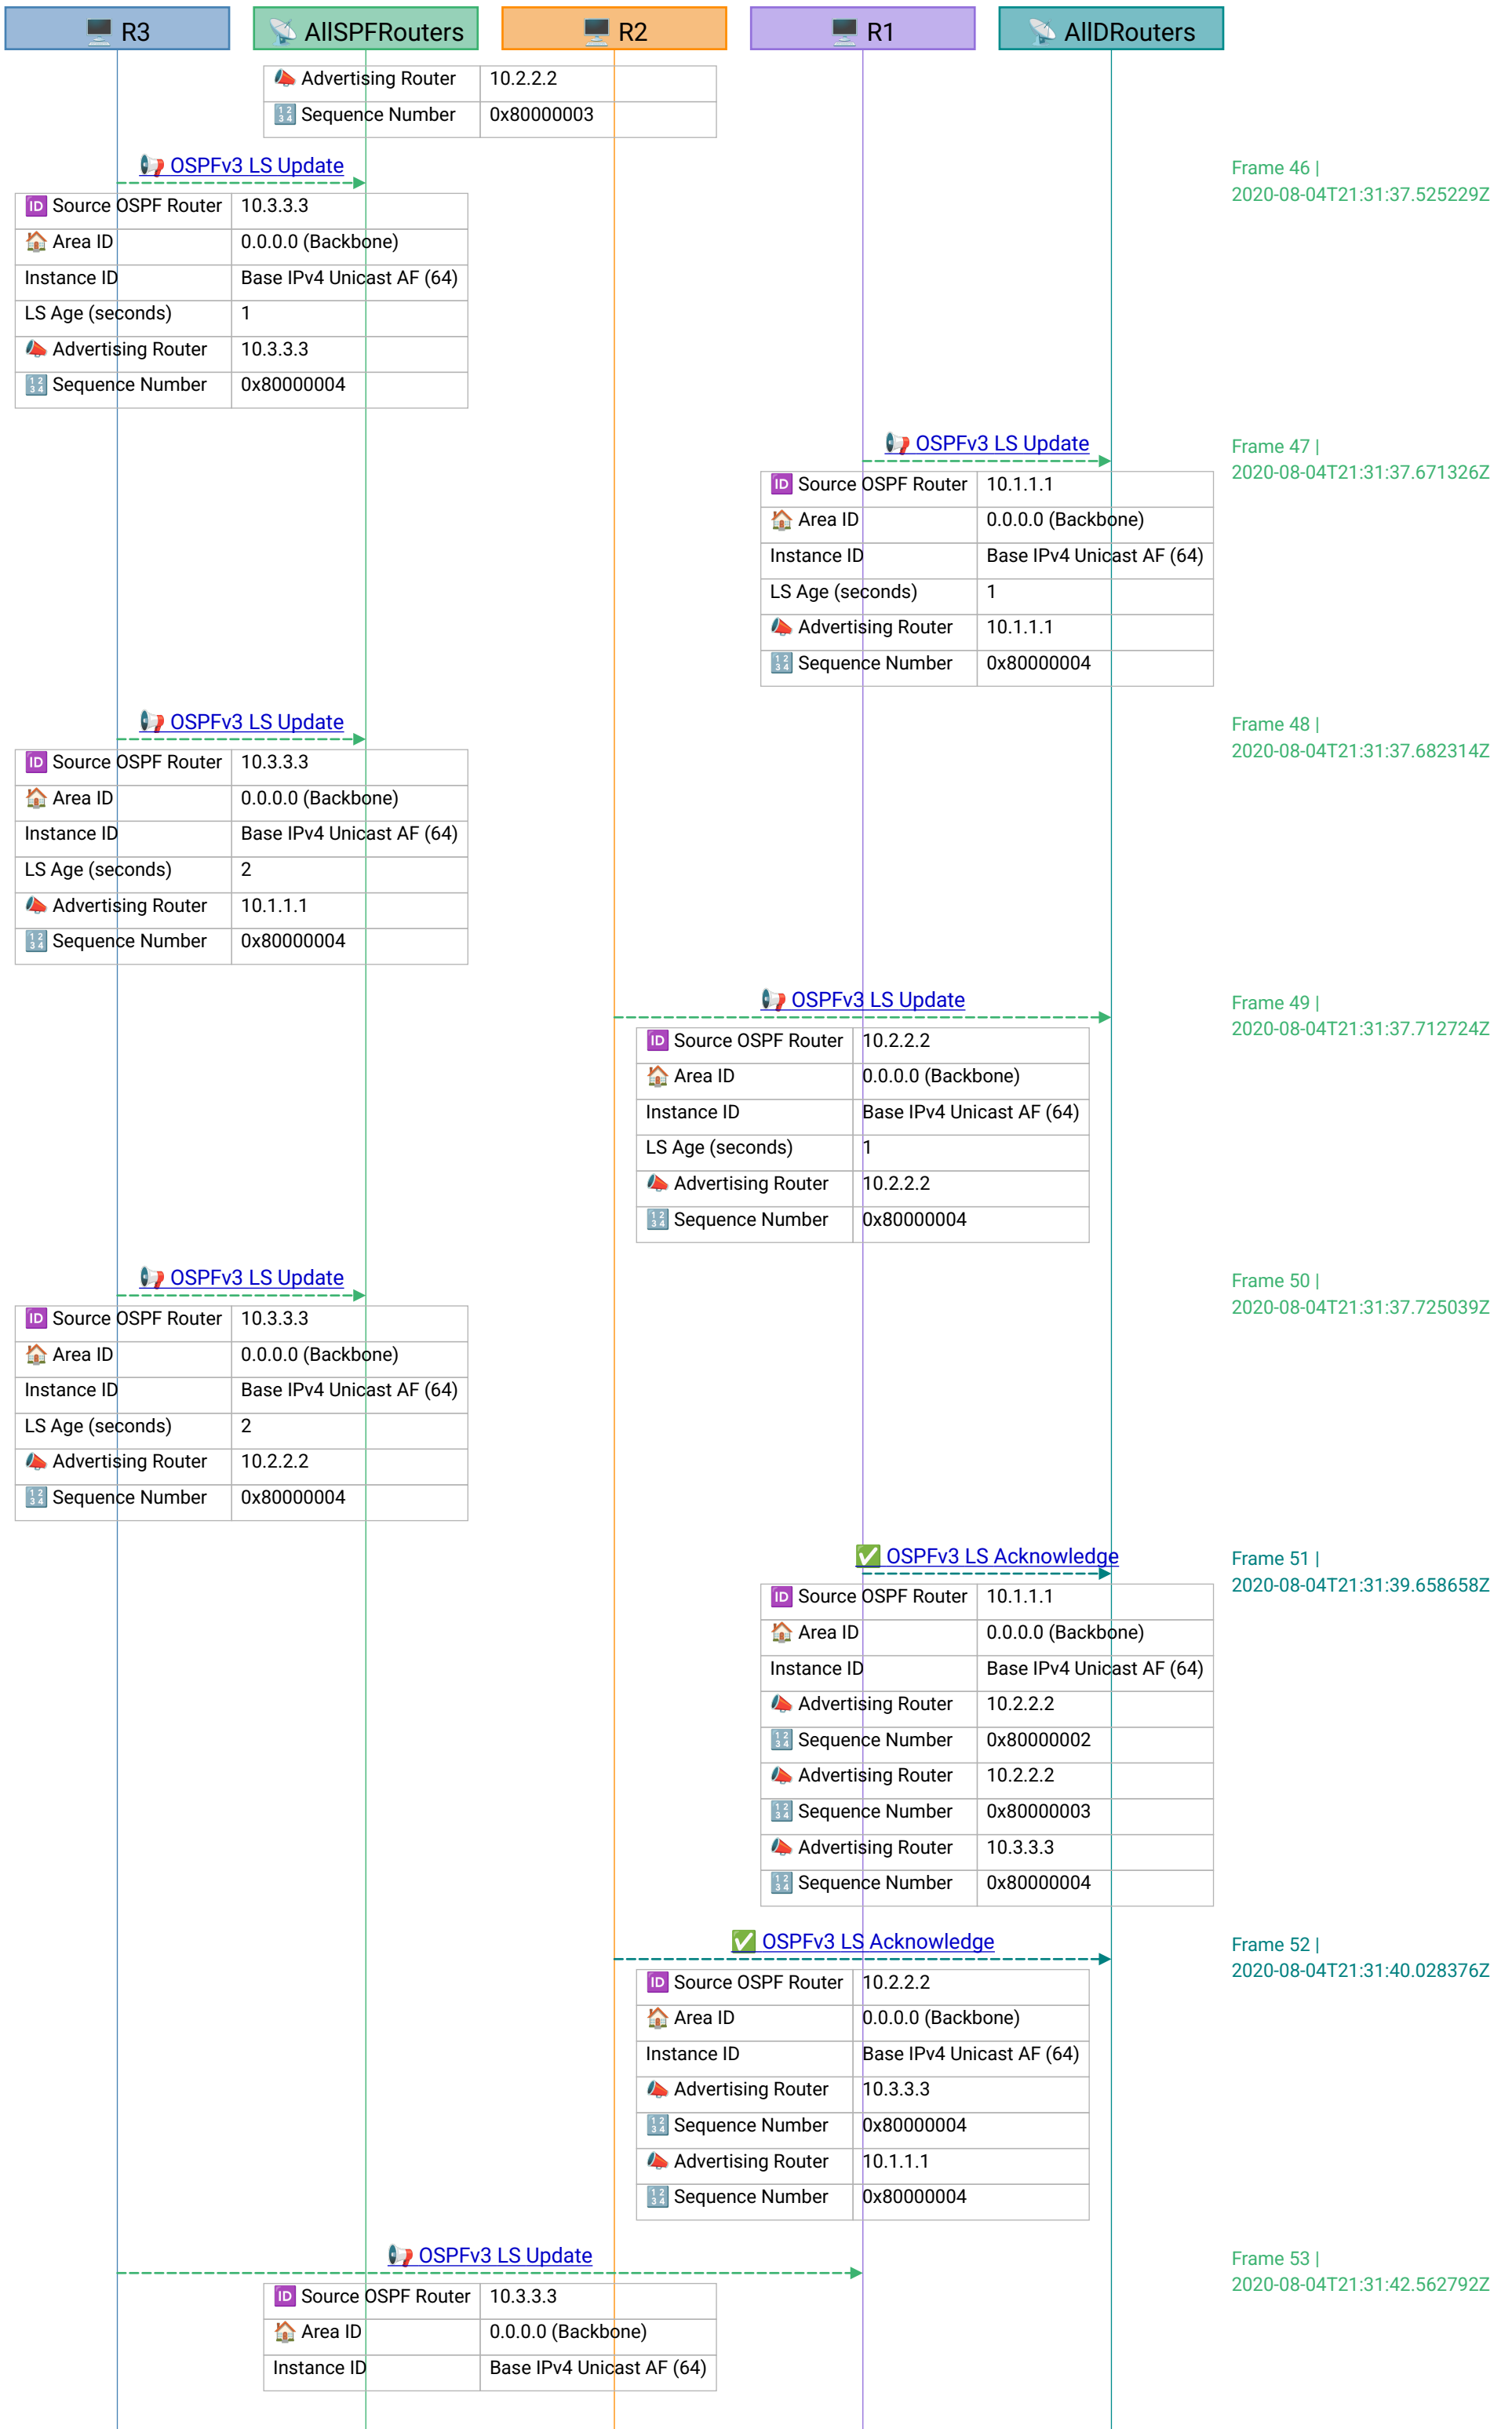 🖥️ R3
📡 AllSPFRouters
🖥️ R2
🖥️ R1
📡 AllDRouters
📣 Advertising Router 10.2.2.2
🔢 Sequence Number 0x80000003
📢 OSPFv3 LS Update
Frame 46 |
2020-08-04T21:31:37.525229Z
🆔 Source OSPF Router 10.3.3.3
🏠 Area ID 0.0.0.0 (Backbone)
Instance ID Base IPv4 Unicast AF (64)
LS Age (seconds) 1
📣 Advertising Router 10.3.3.3
🔢 Sequence Number 0x80000004
📢 OSPFv3 LS Update
Frame 47 |
2020-08-04T21:31:37.671326Z
🆔 Source OSPF Router 10.1.1.1
🏠 Area ID 0.0.0.0 (Backbone)
Instance ID Base IPv4 Unicast AF (64)
LS Age (seconds) 1
📣 Advertising Router 10.1.1.1
🔢 Sequence Number 0x80000004
📢 OSPFv3 LS Update
Frame 48 |
2020-08-04T21:31:37.682314Z
🆔 Source OSPF Router 10.3.3.3
🏠 Area ID 0.0.0.0 (Backbone)
Instance ID Base IPv4 Unicast AF (64)
LS Age (seconds) 2
📣 Advertising Router 10.1.1.1
🔢 Sequence Number 0x80000004
📢 OSPFv3 LS Update
Frame 49 |
2020-08-04T21:31:37.712724Z
🆔 Source OSPF Router 10.2.2.2
🏠 Area ID 0.0.0.0 (Backbone)
Instance ID Base IPv4 Unicast AF (64)
LS Age (seconds) 1
📣 Advertising Router 10.2.2.2
🔢 Sequence Number 0x80000004
📢 OSPFv3 LS Update
Frame 50 |
2020-08-04T21:31:37.725039Z
🆔 Source OSPF Router 10.3.3.3
🏠 Area ID 0.0.0.0 (Backbone)
Instance ID Base IPv4 Unicast AF (64)
LS Age (seconds) 2
📣 Advertising Router 10.2.2.2
🔢 Sequence Number 0x80000004
✅ OSPFv3 LS Acknowledge
Frame 51 |
2020-08-04T21:31:39.658658Z
🆔 Source OSPF Router 10.1.1.1
🏠 Area ID 0.0.0.0 (Backbone)
Instance ID Base IPv4 Unicast AF (64)
📣 Advertising Router 10.2.2.2
🔢 Sequence Number 0x80000002
📣 Advertising Router 10.2.2.2
🔢 Sequence Number 0x80000003
📣 Advertising Router 10.3.3.3
🔢 Sequence Number 0x80000004
✅ OSPFv3 LS Acknowledge
Frame 52 |
2020-08-04T21:31:40.028376Z
🆔 Source OSPF Router 10.2.2.2
🏠 Area ID 0.0.0.0 (Backbone)
Instance ID Base IPv4 Unicast AF (64)
📣 Advertising Router 10.3.3.3
🔢 Sequence Number 0x80000004
📣 Advertising Router 10.1.1.1
🔢 Sequence Number 0x80000004
📢 OSPFv3 LS Update
Frame 53 |
2020-08-04T21:31:42.562792Z
🆔 Source OSPF Router 10.3.3.3
🏠 Area ID 0.0.0.0 (Backbone)
Instance ID Base IPv4 Unicast AF (64)